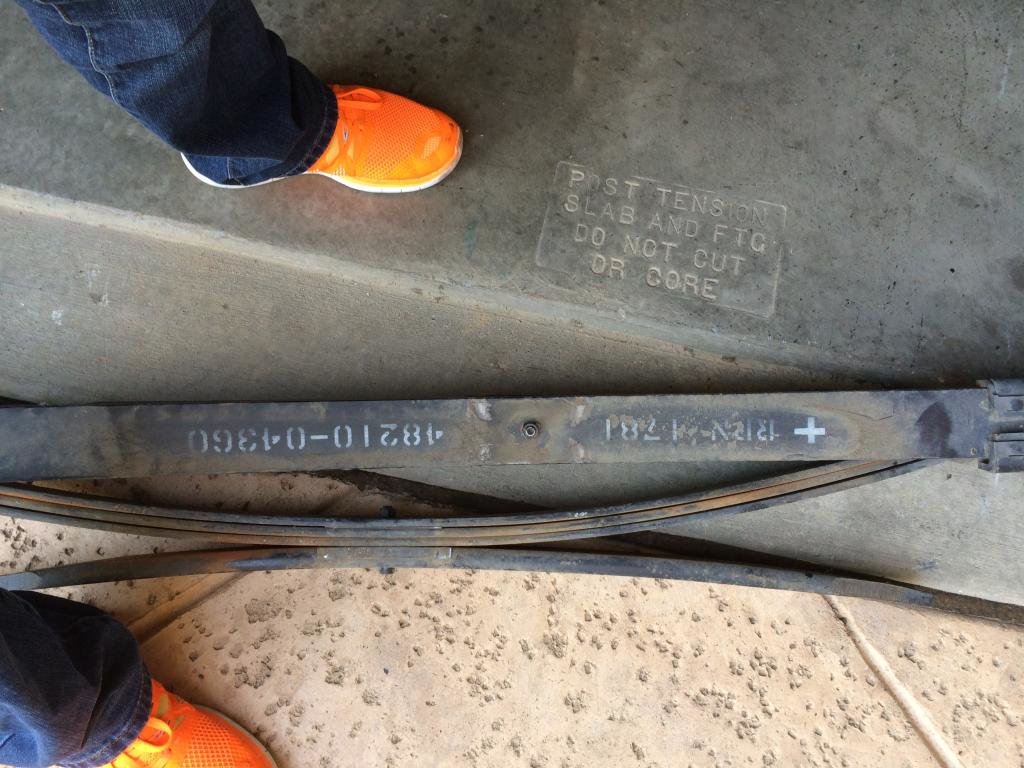 POST TENSION
SLAB AND FTG
DO NOT CUT
OR CORE
48210-04360